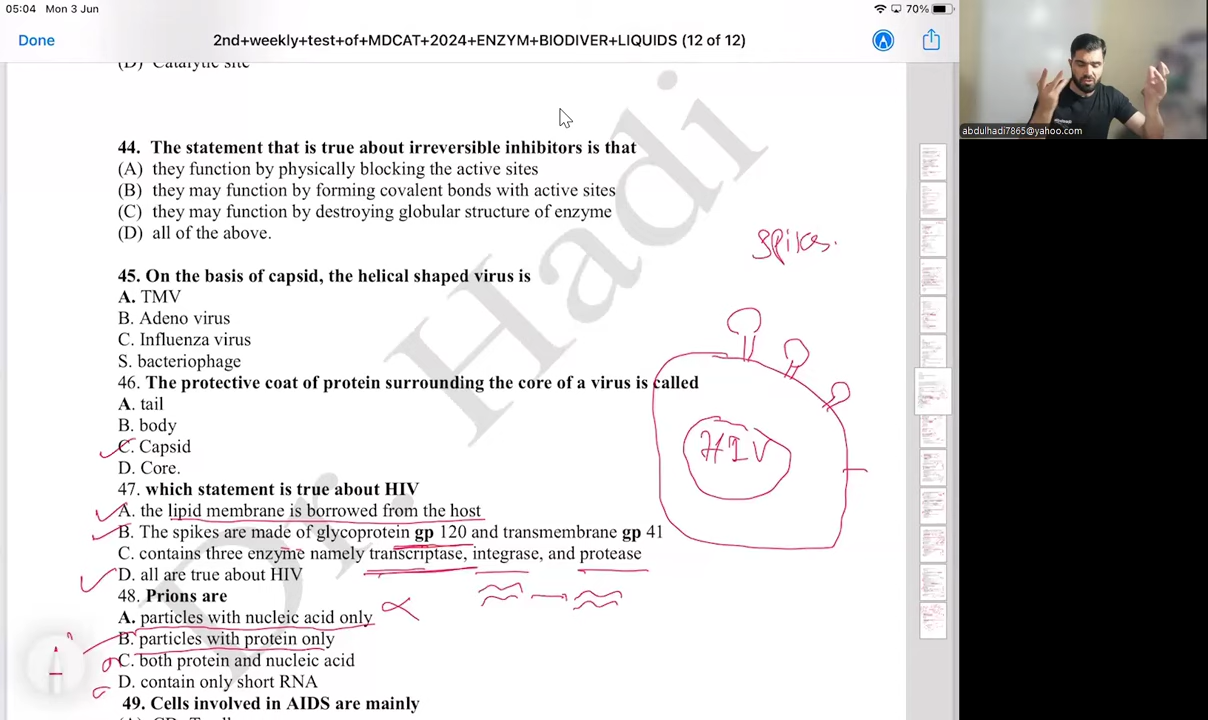 05:04 Mon 3 Jun
70%
Done
2nd+weekly+test+of+MDCAT+2024+ENZYM+BIODIVER+LIQUIDS (12 of 12)
(D) Catalytic site
abdulhadi7865@yahoo.com
44. The statement that is true about irreversible inhibitors is that
(A) they function by physically blocking the active sites
(B) they may function by forming covalent bonds with active sites
(C) they may function by destroying globular structure of enzyme
(D) all of the above.
spikes.
45. On the basis of capsid, the helical shaped virus is
A. TMV
B. Adeno virus
C. Influenza virus
S. bacteriophage
46. The protective coat of protein surrounding the core of a virus is called
A. tail
B. body
C. Capsid
D. Core.
HIV
47. which statement is true about HIV
A. the lipid membrane is borrowed from the host
B. The spikes are made of glycoprotein gp 120 and transmembrane gp 41
C. contains three enzyme namely transcriptase, integrase, and protease
D. all are true about HIV
48. Prions are
A. particles with nucleic acid only
B. particles with protein only
C. both protein and nucleic acid
D. contain only short RNA
49. Cells involved in AIDS are mainly
Dr. Hadi